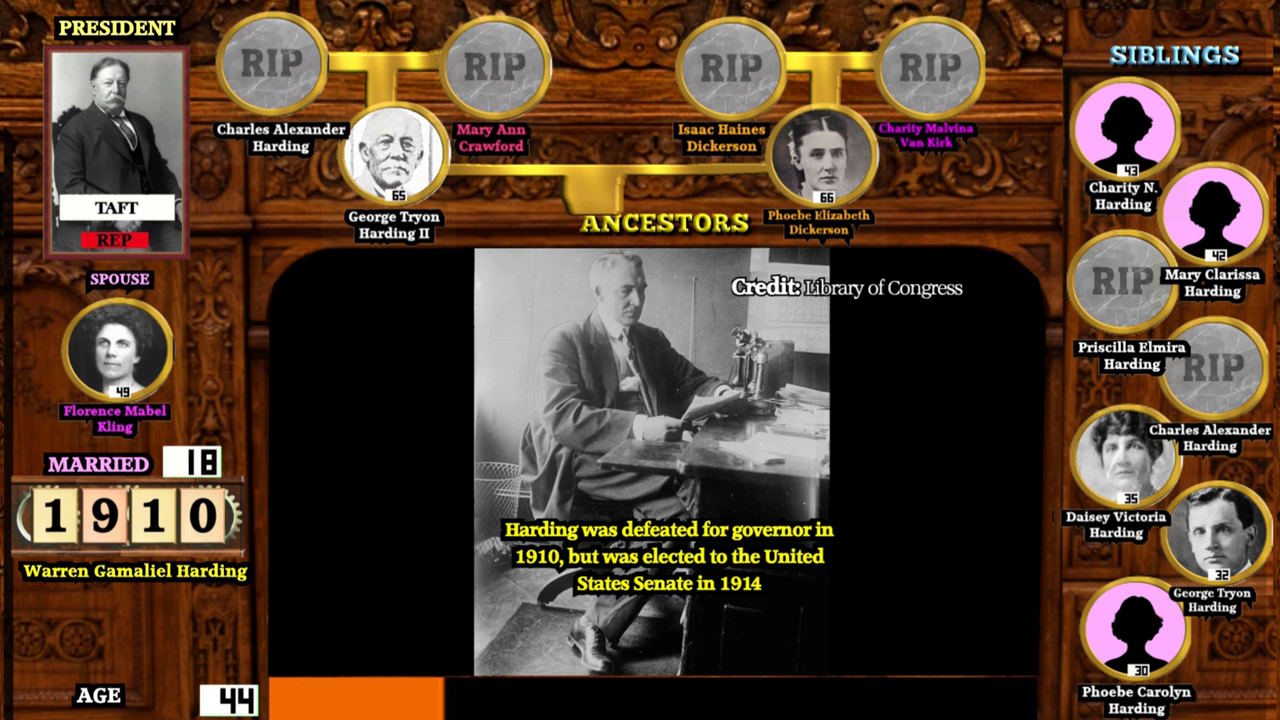 PRESIDENT
TAFT
REP
SPOUSE
49
Florence Mabel
Kling
MARRIED 18
1910
Warren Gamaliel Harding
AGE 44
RIP
Charles Alexander
Harding
RIP
Mary Ann
Crawford
65
George Tryon
Harding II
RIP
Isaac Haines
Dickerson
RIP
Charity Malvina
Van Kirk
66
Phoebe Elizabeth
Dickerson
ANCESTORS
Credit: Library of Congress
Harding was defeated for governor in
1910, but was elected to the United
States Senate in 1914
SIBLINGS
43
Charity N.
Harding
42
Mary Clarissa
Harding
RIP
Priscilla Elmira
Harding
RIP
Charles Alexander
Harding
35
Daisey Victoria
Harding
32
George Tryon
Harding
30
Phoebe Carolyn
Harding